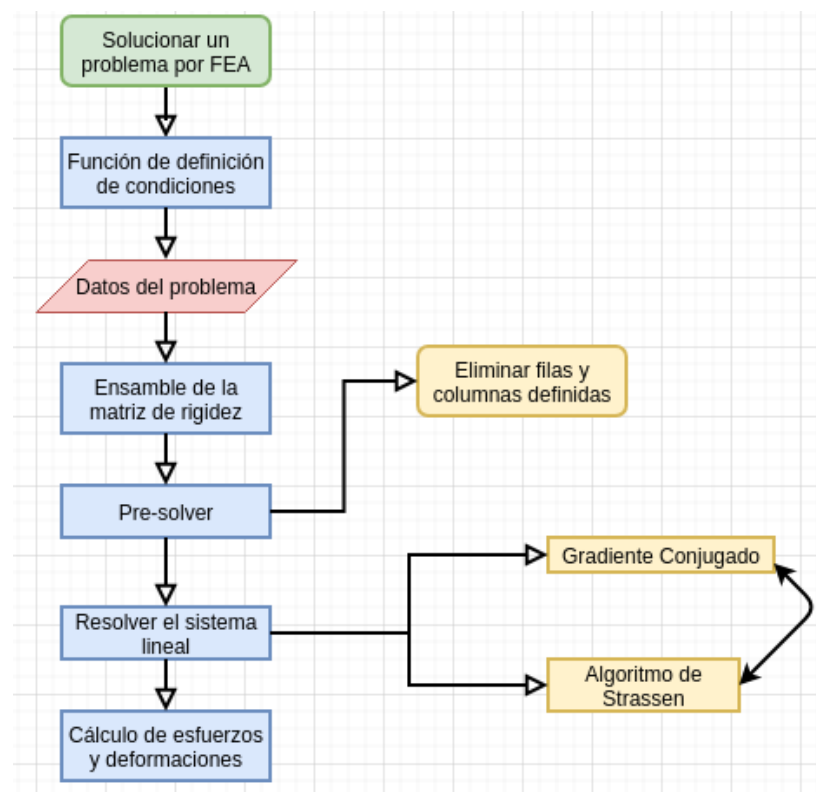 Solucionar un
problema por FEA
Función de definición
de condiciones
Datos del problema
Ensamble de la
matriz de rigidez
Eliminar filas y
columnas definidas
Pre-solver
Gradiente Conjugado
Resolver el sistema
lineal
Algoritmo de
Strassen
Cálculo de esfuerzos
y deformaciones